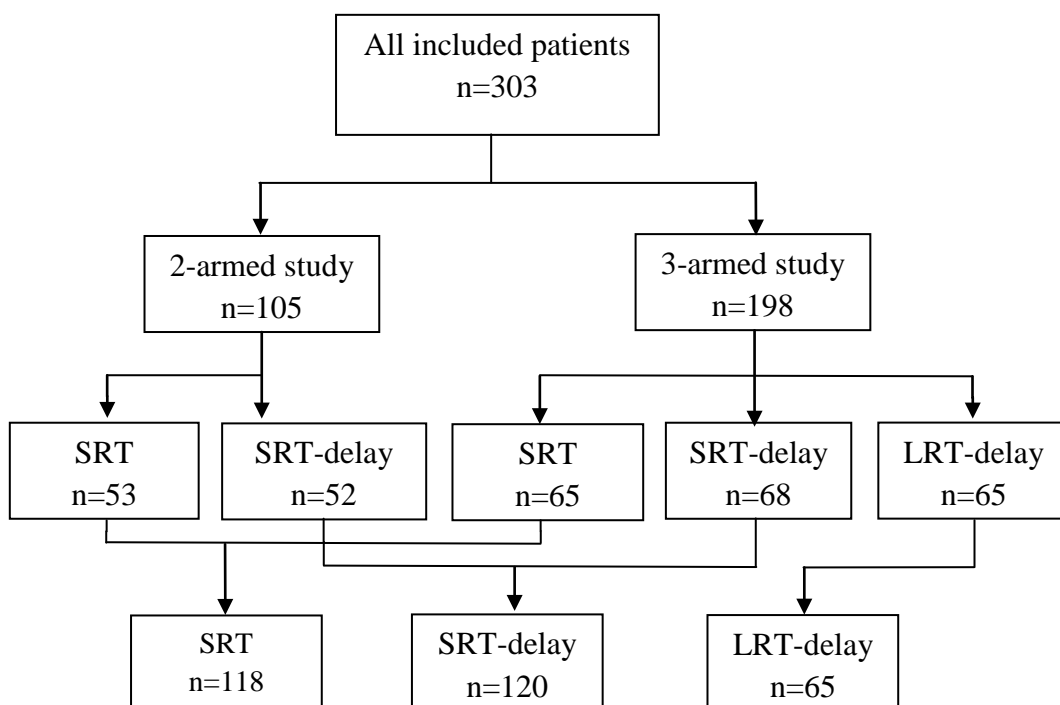 All included patients
n=303
2-armed study
n=105
3-armed study
n=198
SRT
n=53
SRT-delay
n=52
SRT
n=65
SRT-delay
n=68
LRT-delay
n=65
SRT
n=118
SRT-delay
n=120
LRT-delay
n=65